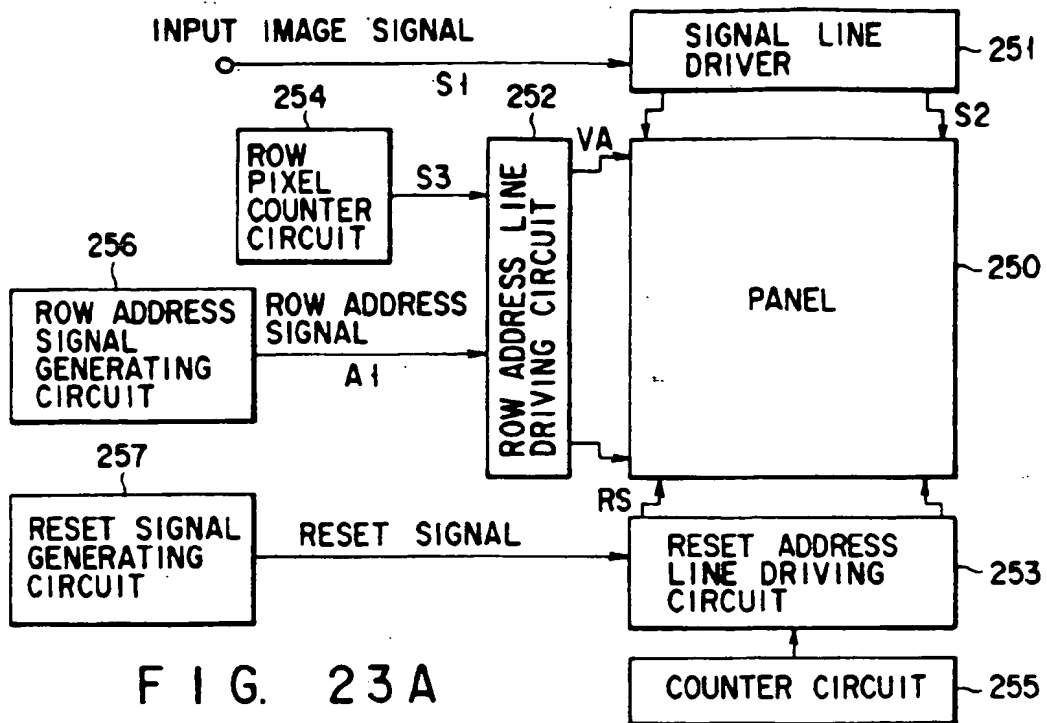 INPUT IMAGE SIGNAL
S1
SIGNAL LINE
DRIVER
251
S2
254
ROW
PIXEL
COUNTER
CIRCUIT
S3
252
ROW ADDRESS LINE
DRIVING CIRCUIT
VA
PANEL
250
256
ROW ADDRESS
SIGNAL
GENERATING
CIRCUIT
ROW ADDRESS
SIGNAL
A1
257
RESET SIGNAL
GENERATING
CIRCUIT
RESET SIGNAL
RS
RESET ADDRESS
LINE DRIVING
CIRCUIT
253
COUNTER CIRCUIT
255
FIG. 23A